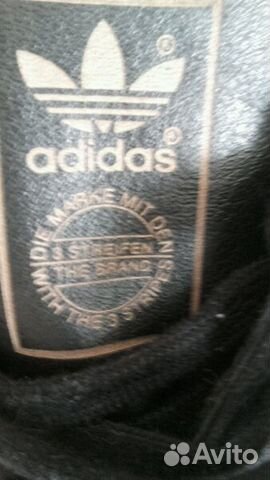 ®
adidas®
DIE MARKE MIT DEN
3 STREIFEN
THE BRAND
WITH THE 3 STRIPES
Avito